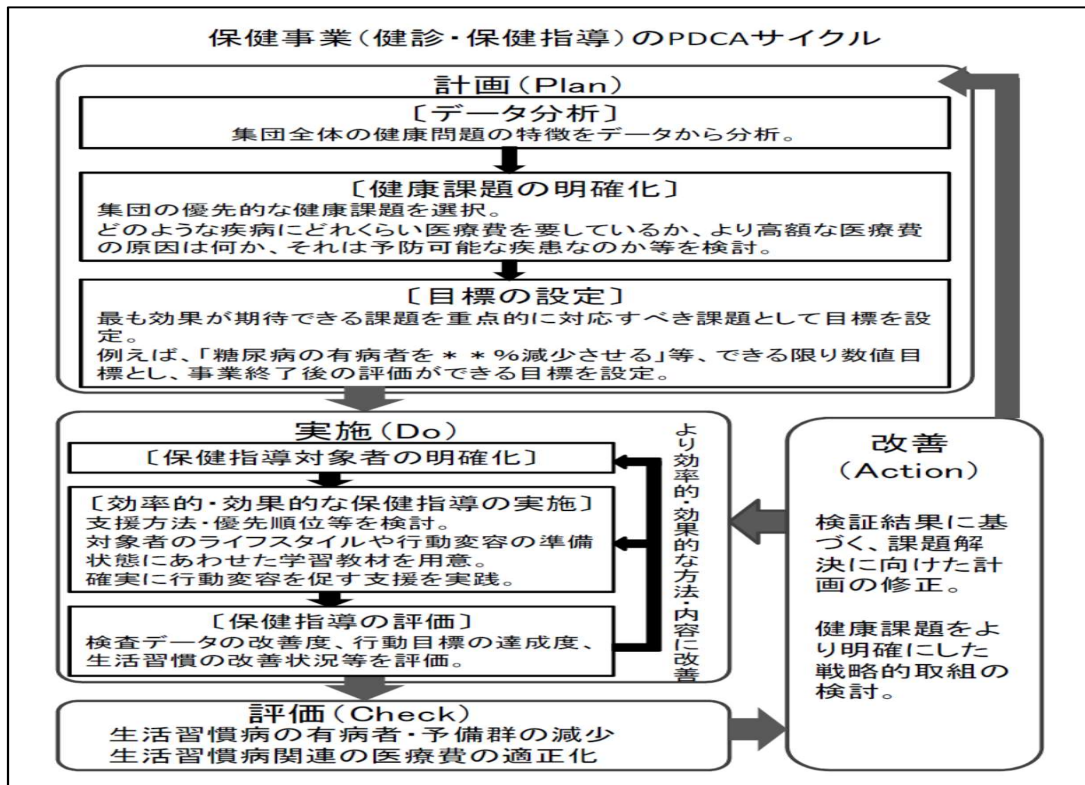 保健事業(健診・保健指導)のPDCAサイクル
計画(Plan)
〔データ分析〕
集団全体の健康問題の特徴をデータから分析。
〔健康課題の明確化〕
集団の優先的な健康課題を選択。
どのような疾病にどれくらい医療費を要しているか、より高額な医療費
の原因は何か、それは予防可能な疾患なのか等を検討。
〔目標の設定〕
最も効果が期待できる課題を重点的に対応すべき課題として目標を設
定。
例えば、「糖尿病の有病者を**%減少させる」等、できる限り数値目
標とし、事業終了後の評価ができる目標を設定。
実施(Do)
〔保健指導対象者の明確化〕
〔効率的・効果的な保健指導の実施〕
支援方法・優先順位等を検討。
対象者のライフスタイルや行動変容の準備
状態にあわせた学習教材を用意。
確実に行動変容を促す支援を実践。
〔保健指導の評価〕
検査データの改善度、行動目標の達成度、
生活習慣の改善状況等を評価。
より効率的・効果的な方法・内容に改善
評価(Check)
生活習慣病の有病者・予備群の減少
生活習慣病関連の医療費の適正化
改善
(Action)
検証結果に基
づく、課題解
決に向けた計
画の修正。
健康課題をよ
り明確にした
戦略的取組の
検討。